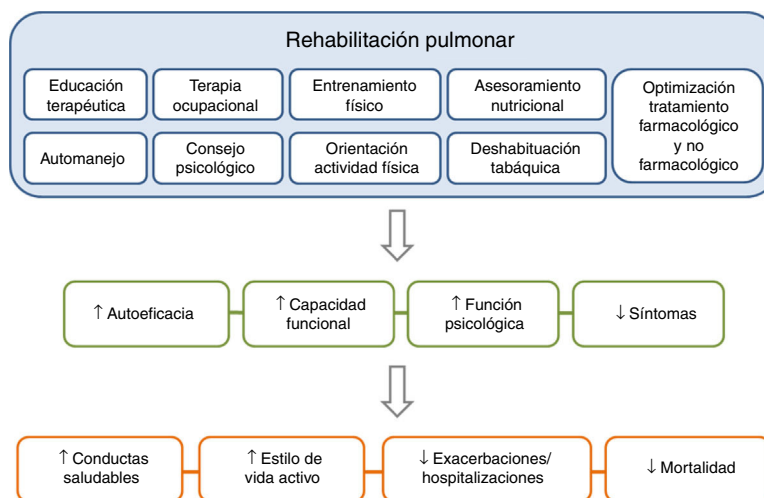 Rehabilitación pulmonar
Educación
terapéutica
Terapia
ocupacional
Entrenamiento
físico
Asesoramiento
nutricional
Optimización
tratamiento
farmacológico
y no
farmacológico
Automanejo
Consejo
psicológico
Orientación
actividad física
Deshabituación
tabáquica
↑ Autoeficacia
↑ Capacidad
funcional
↑ Función
psicológica
↓ Síntomas
↑ Conductas
saludables
↑ Estilo de
vida activo
↓ Exacerbaciones/
hospitalizaciones
↓ Mortalidad